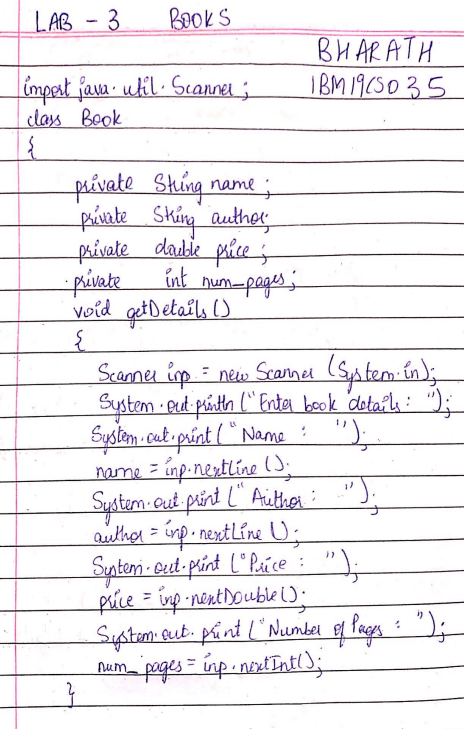 LAB - 3 BOOKS
BHARATH
1BM19CS035
import java.util.Scanner;
class Book
{
private String name;
private String author;
private double price;
private int num_pages;
void getDetails()
{
Scanner inp = new Scanner (System.in);
System.out.println ("Enter book details : ");
System.out.print (" Name : ");
name = inp.nextLine ();
System.out.print (" Author : ");
author = inp.nextLine ();
System.out.print ("Price : ");
price = inp.nextDouble();
System.out.print ("Number of Pages : ");
num_pages = inp.nextInt();
}